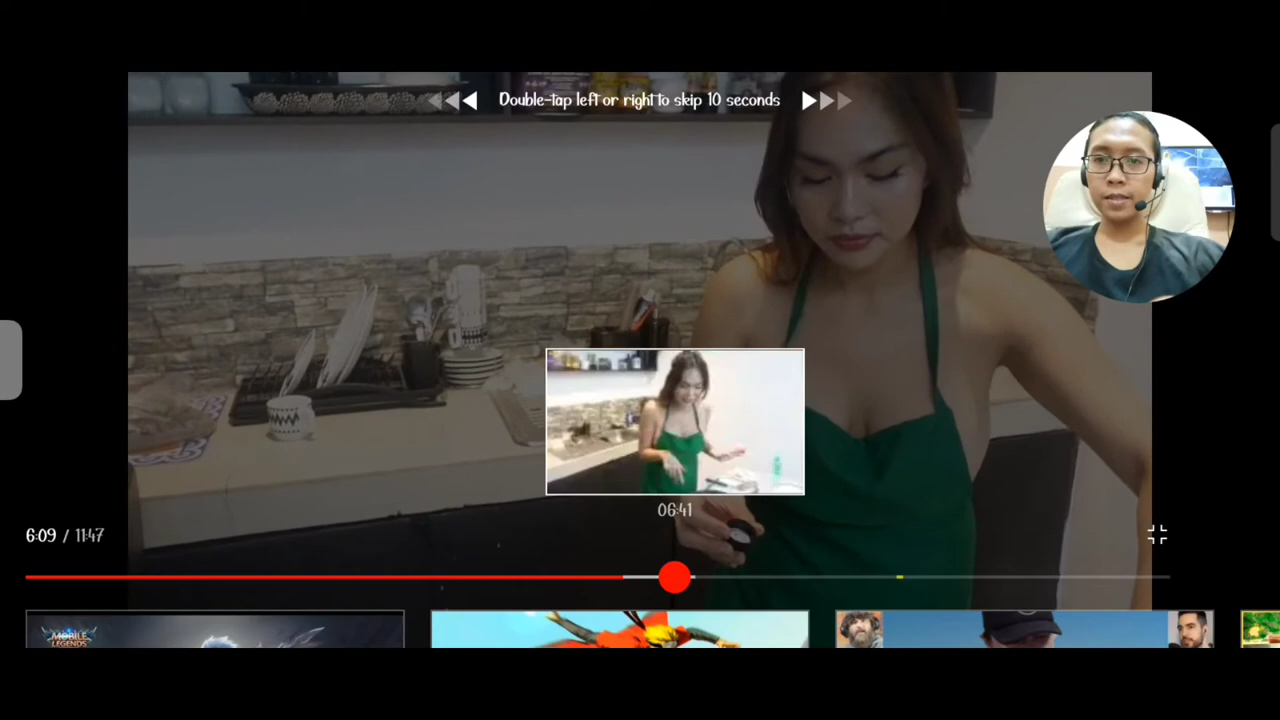 Double-tap left or right to skip 10 seconds
06:41
6:09 / 11:47
MOBILE
LEGENDS